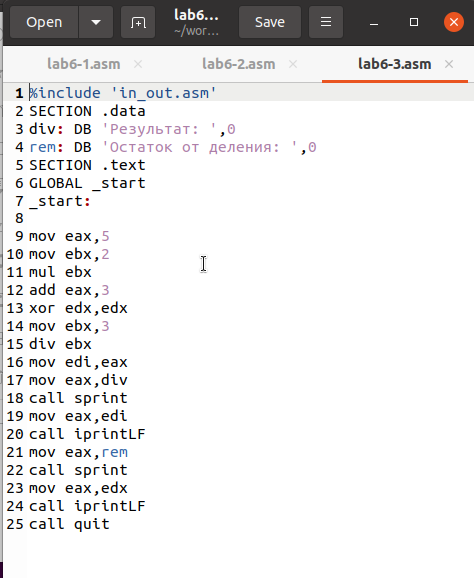 Open
lab6...
~/wor...
Save
lab6-1.asm
lab6-2.asm
lab6-3.asm
1 %include 'in_out.asm'
2 SECTION .data
3 div: DB 'Результат: ',0
4 rem: DB 'Остаток от деления: ',0
5 SECTION .text
6 GLOBAL _start
7 _start:
8
9 mov eax,5
10 mov ebx,2
11 mul ebx
12 add eax,3
13 xor edx,edx
14 mov ebx,3
15 div ebx
16 mov edi,eax
17 mov eax,div
18 call sprint
19 mov eax,edi
20 call iprintLF
21 mov eax,rem
22 call sprint
23 mov eax,edx
24 call iprintLF
25 call quit